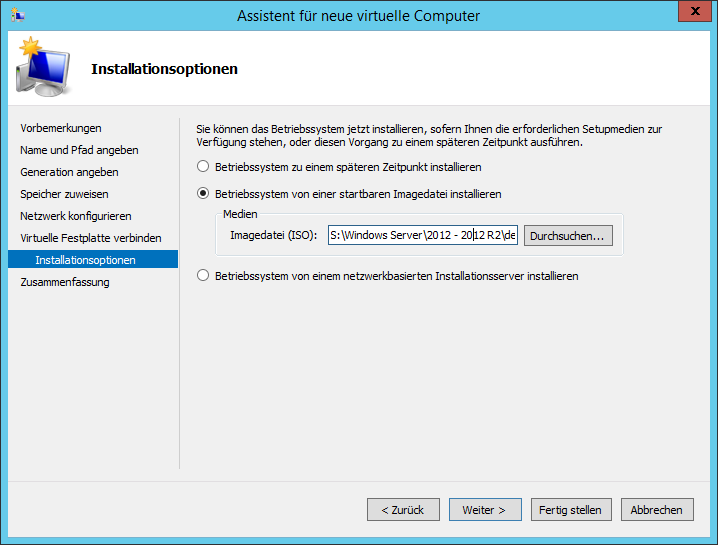 Assistent für neue virtuelle Computer
x
Installationsoptionen
Vorbemerkungen
Name und Pfad angeben
Generation angeben
Speicher zuweisen
Netzwerk konfigurieren
Virtuelle Festplatte verbinden
Installationsoptionen
Zusammenfassung
Sie können das Betriebssystem jetzt installieren, sofern Ihnen die erforderlichen Setupmedien zur
Verfügung stehen, oder diesen Vorgang zu einem späteren Zeitpunkt ausführen.
Betriebssystem zu einem späteren Zeitpunkt installieren
Betriebssystem von einer startbaren Imagedatei installieren
Medien
Imagedatei (ISO): S:\Windows Server\2012 - 2012 R2\de Durchsuchen...
Betriebssystem von einem netzwerkbasierten Installationsserver installieren
< Zurück Weiter > Fertig stellen Abbrechen